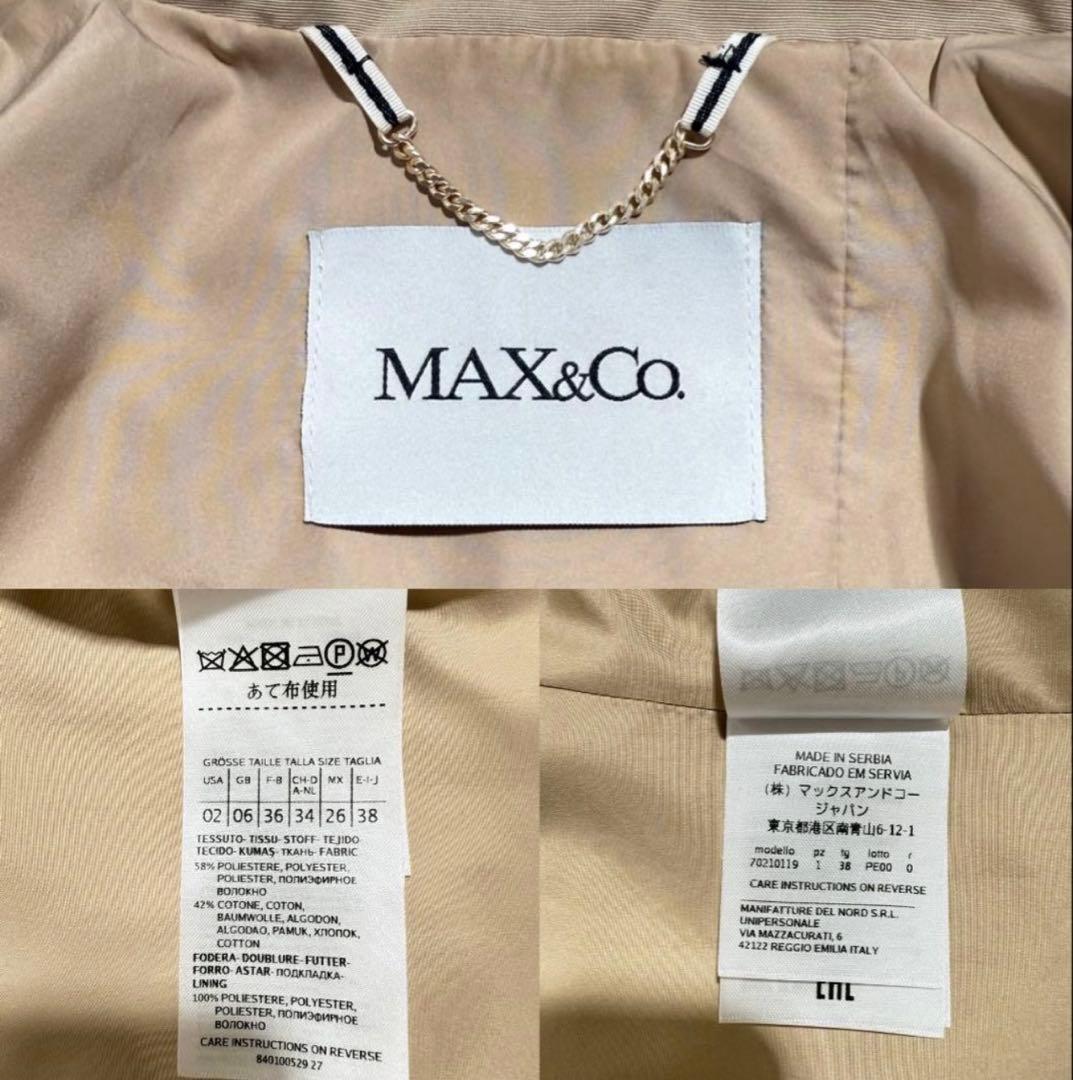 MAX&Co.
あて布使用
GRÖSSE TAILLE TALLA SIZE TAGLIA
USA GB F-B CH-D A-NL MX E-I-J
02 06 36 34 26 38
TESSUTO- TISSU- STOFF- TEJIDO
TECIDO- KUMAŞ- ТКАНЬ- FABRIC
58% POLIESTERE, POLYESTER,
POLIESTER, ПОЛИЭФИРНОЕ
ВОЛОКНО
42% COTONE, COTON,
BAUMWOLLE, ALGODON,
ALGODAO, PAMUK, ХЛОПОК,
COTTON
FODERA- DOUBLURE- FUTTER-
FORRO- ASTAR- ПОДКЛАДКА-
LINING
100% POLIESTERE, POLYESTER,
POLIESTER, ПОЛИЭФИРНОЕ
ВОЛОКНО
CARE INSTRUCTIONS ON REVERSE
840100529 27
MADE IN SERBIA
FABRICADO EM SERVIA
(株) マックスアンドコー
ジャパン
東京都港区南青山6-12-1
modello pz tg lotto r
70210119 1 38 PE00 0
CARE INSTRUCTIONS ON REVERSE
MANIFATTURE DEL NORD S.R.L.
UNIPERSONALE
VIA MAZZACURATI, 6
42122 REGGIO EMILIA ITALY